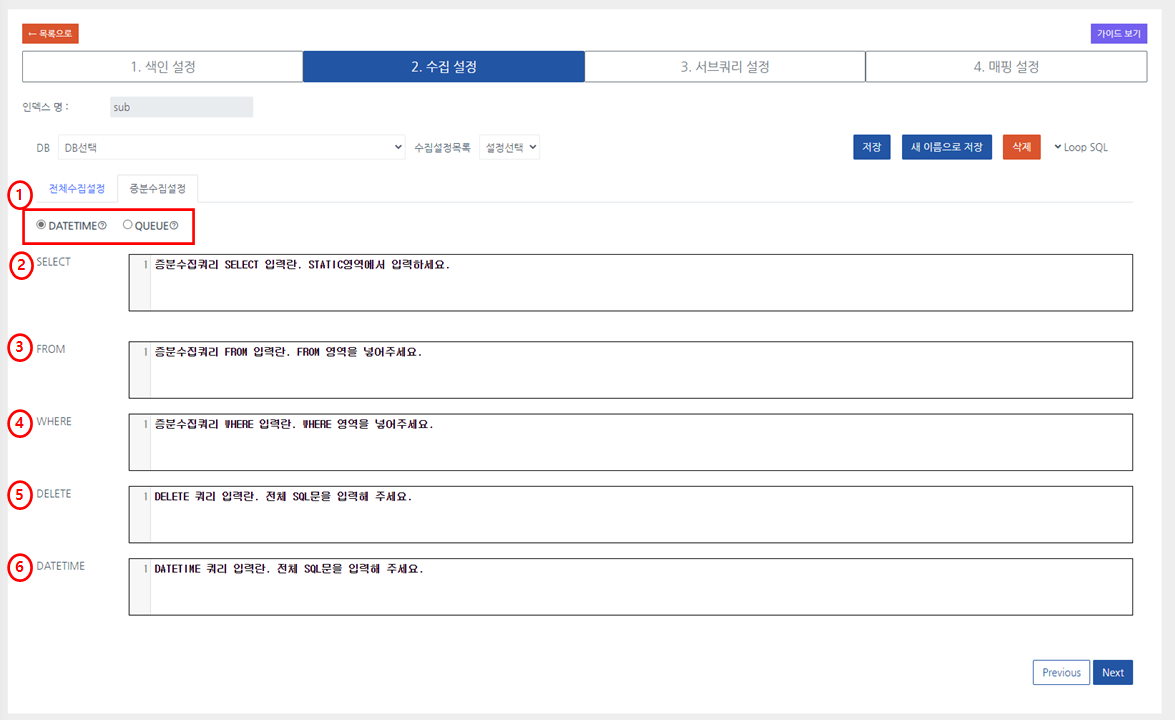 ← 목록으로 가이드 보기
1. 색인 설정 2. 수집 설정 3. 서브쿼리 설정 4. 매핑 설정
인덱스 명 : sub
DB DB선택 수집설정목록 설정선택 저장 새 이름으로 저장 삭제 Loop SQL
전체수집설정 증분수집설정
1
DATETIME? QUEUE?
2 SELECT 1 증분수집쿼리 SELECT 입력란. STATIC영역에서 입력하세요.
3 FROM 1 증분수집쿼리 FROM 입력란. FROM 영역을 넣어주세요.
4 WHERE 1 증분수집쿼리 WHERE 입력란. WHERE 영역을 넣어주세요.
5 DELETE 1 DELETE 쿼리 입력란. 전체 SQL문을 입력해 주세요.
6 DATETIME 1 DATETIME 쿼리 입력란. 전체 SQL문을 입력해 주세요.
Previous Next